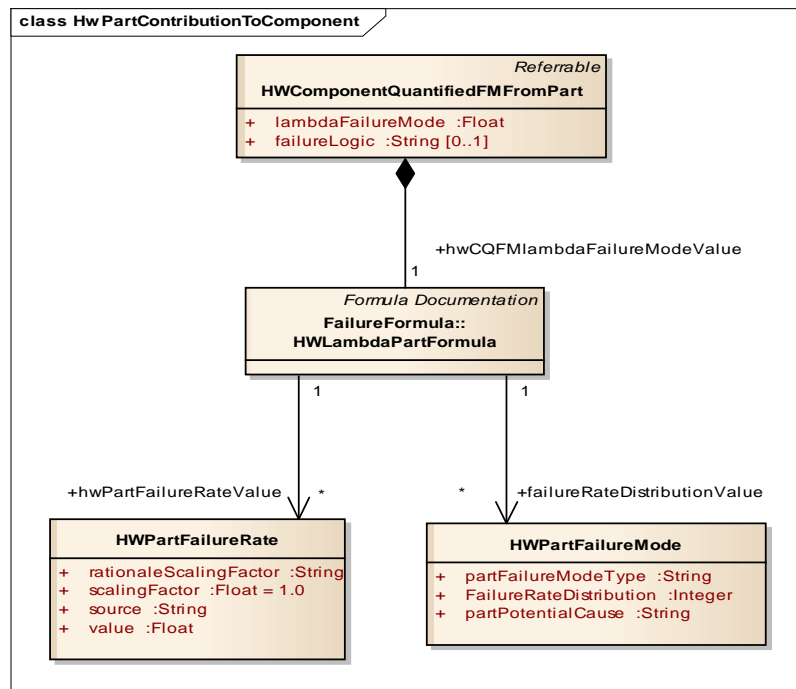 class HwPartContributionToComponent
Referrable
HWComponentQuantifiedFMFromPart
+ lambdaFailureMode :Float
+ failureLogic :String [0..1]
+hwCQFMlambdaFailureModeValue
1
Formula Documentation
FailureFormula::
HWLambdaPartFormula
1 1
+hwPartFailureRateValue * * +failureRateDistributionValue
HWPartFailureRate
+ rationaleScalingFactor :String
+ scalingFactor :Float = 1.0
+ source :String
+ value :Float
HWPartFailureMode
+ partFailureModeType :String
+ FailureRateDistribution :Integer
+ partPotentialCause :String